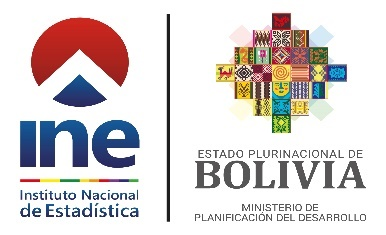 ine
Instituto Nacional
de Estadística
ESTADO PLURINACIONAL DE
BOLIVIA
MINISTERIO DE
PLANIFICACIÓN DEL DESARROLLO